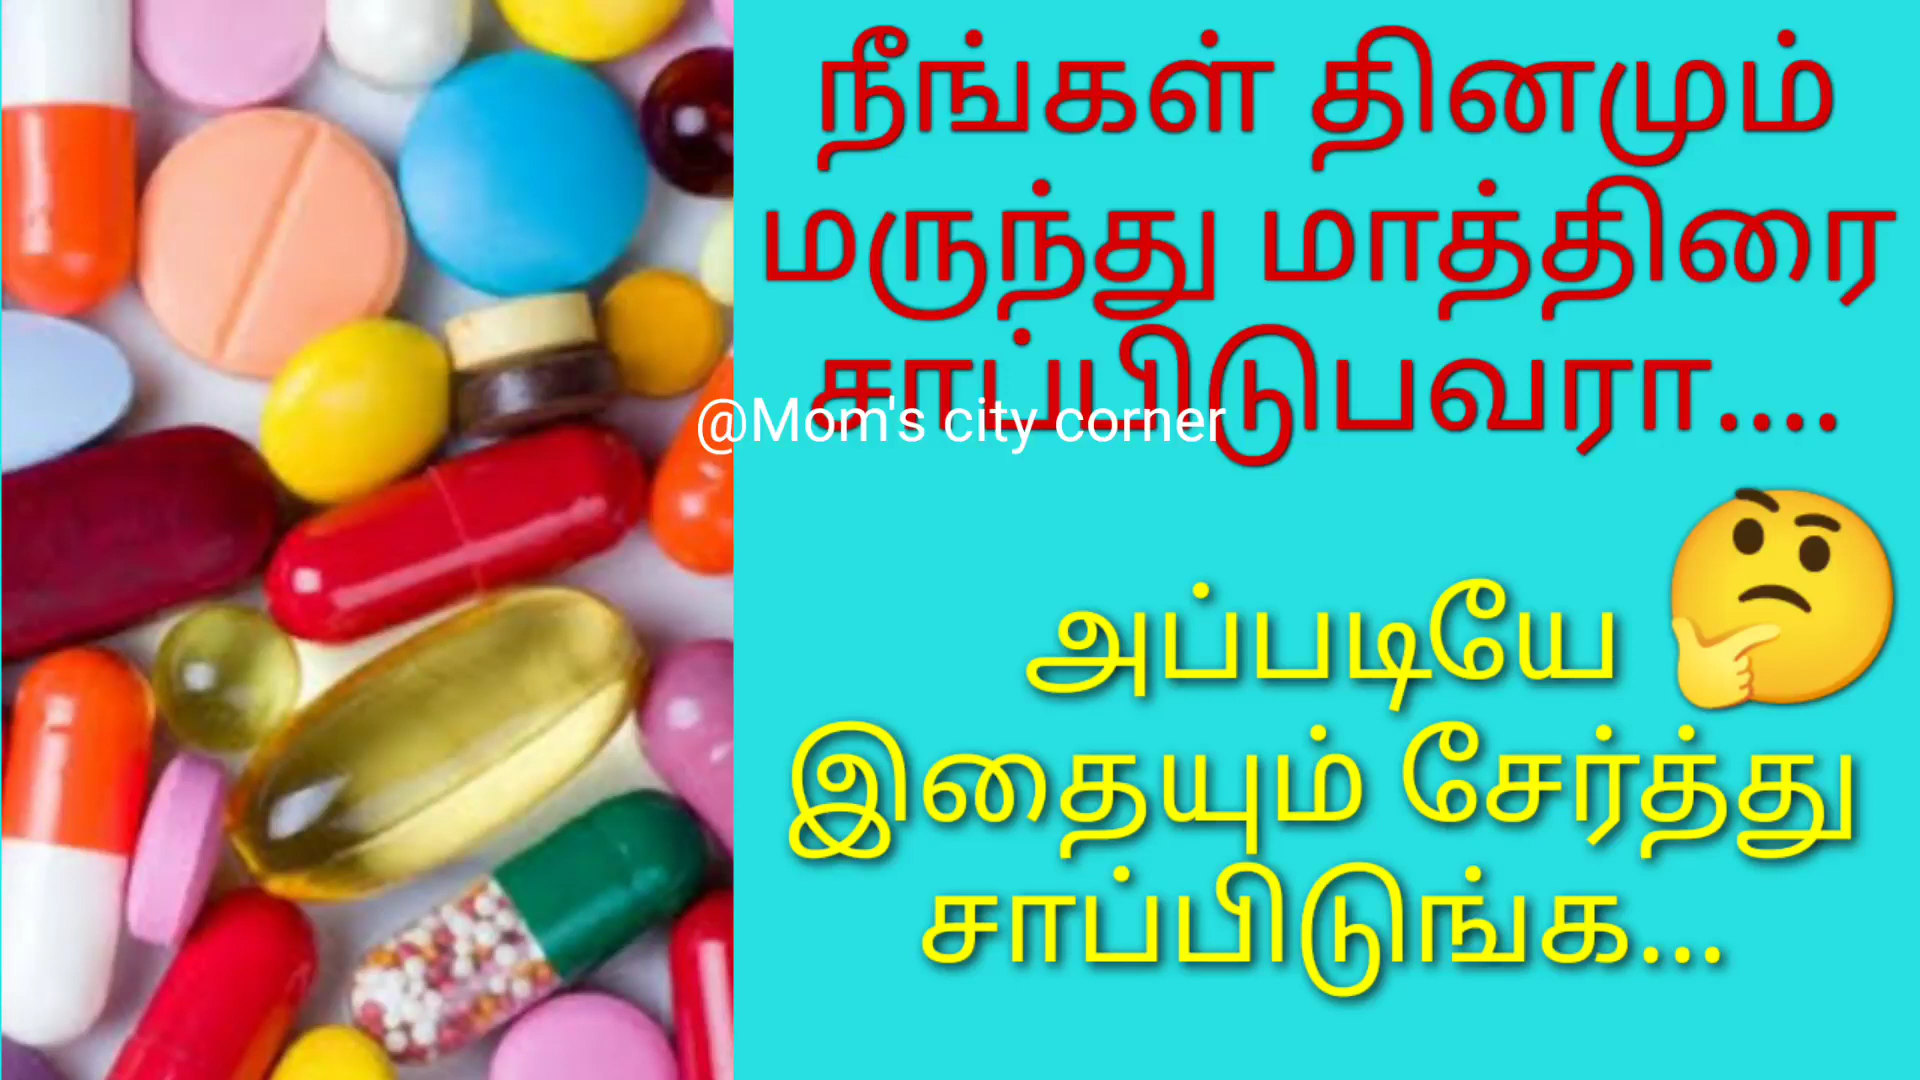 நீங்கள் தினமும்
மருந்து மாத்திரை
சாப்பிடுபவரா....
@Mom's city corner
அப்படியே
இதையும் சேர்த்து
சாப்பிடுங்க...